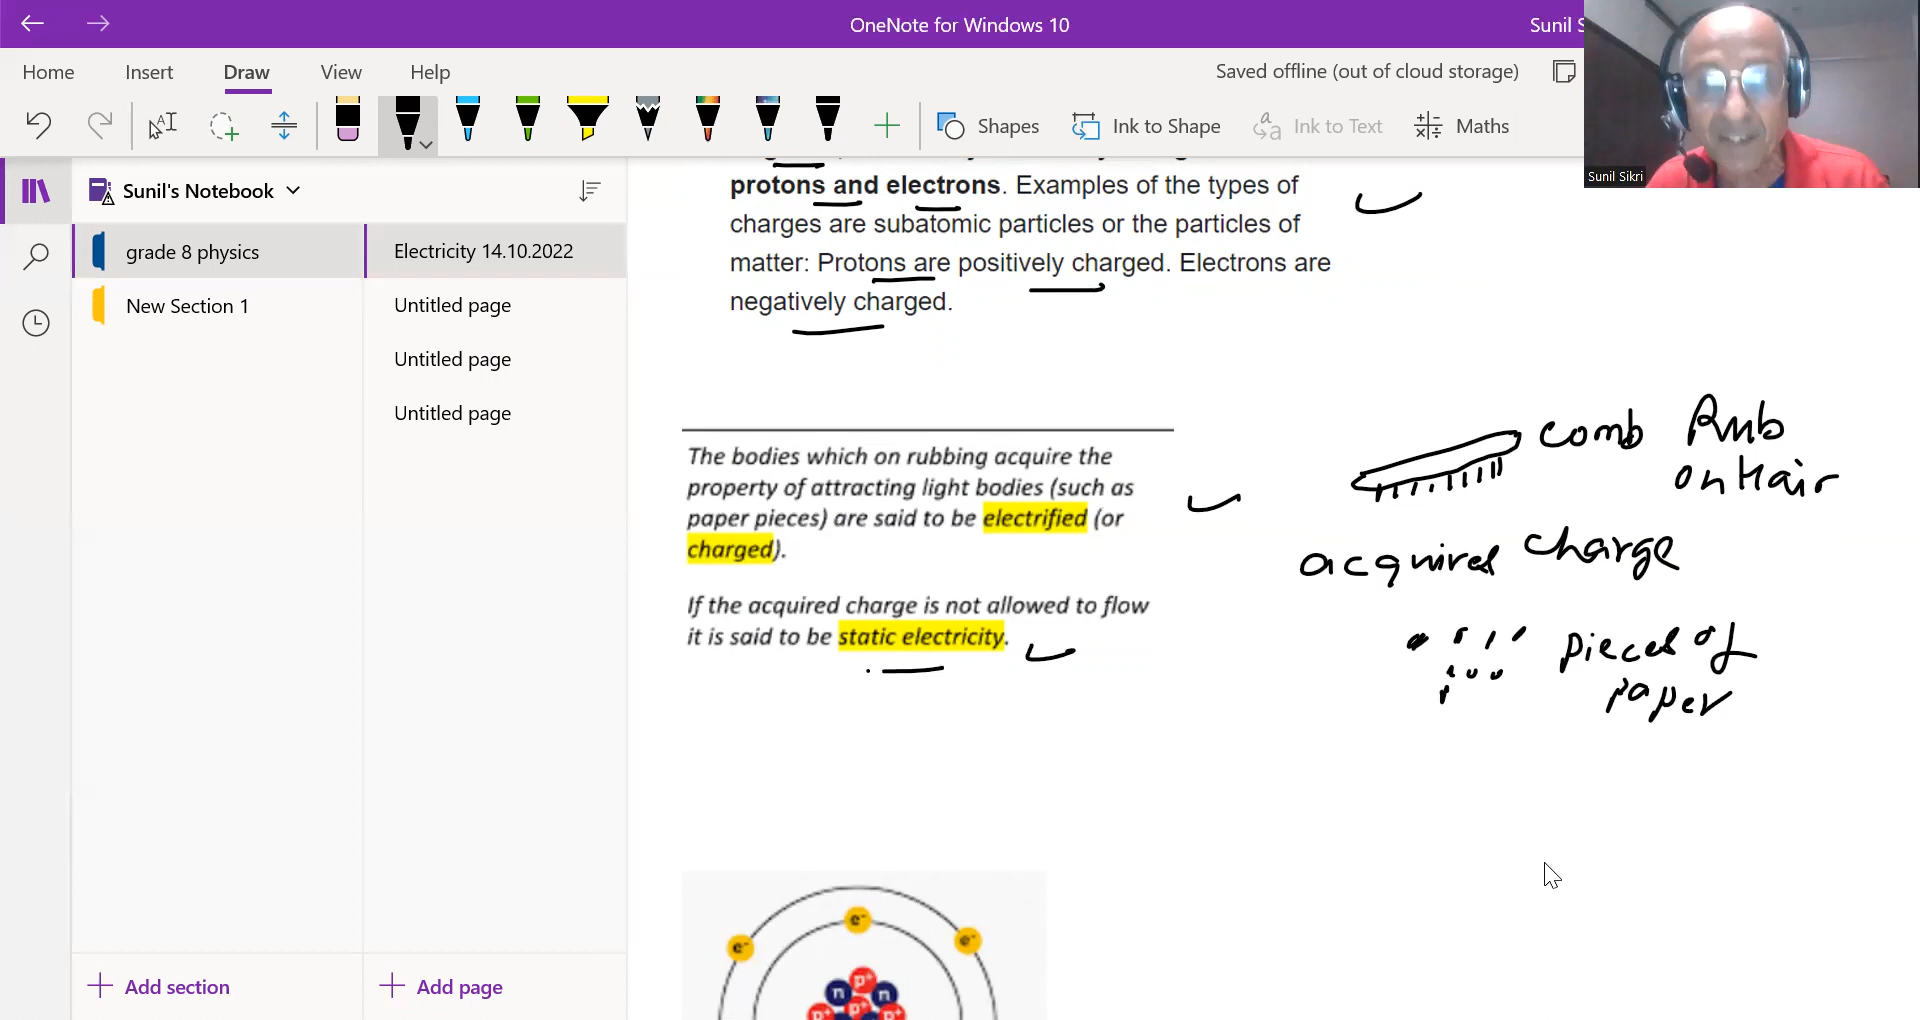 OneNote for Windows 10
Sunil S
Home Insert Draw View Help
Saved offline (out of cloud storage)
Shapes Ink to Shape Ink to Text Maths
Sunil Sikri
Sunil's Notebook
grade 8 physics
New Section 1
Electricity 14.10.2022
Untitled page
Untitled page
Untitled page
Add section
Add page
protons and electrons. Examples of the types of
charges are subatomic particles or the particles of
matter: Protons are positively charged. Electrons are
negatively charged.
The bodies which on rubbing acquire the
property of attracting light bodies (such as
paper pieces) are said to be electrified (or
charged).
If the acquired charge is not allowed to flow
it is said to be static electricity.
comb Rub
on Hair
acquired charge
pieces of
paper
e-
e- e-
p+
n n
p+ p+ p+